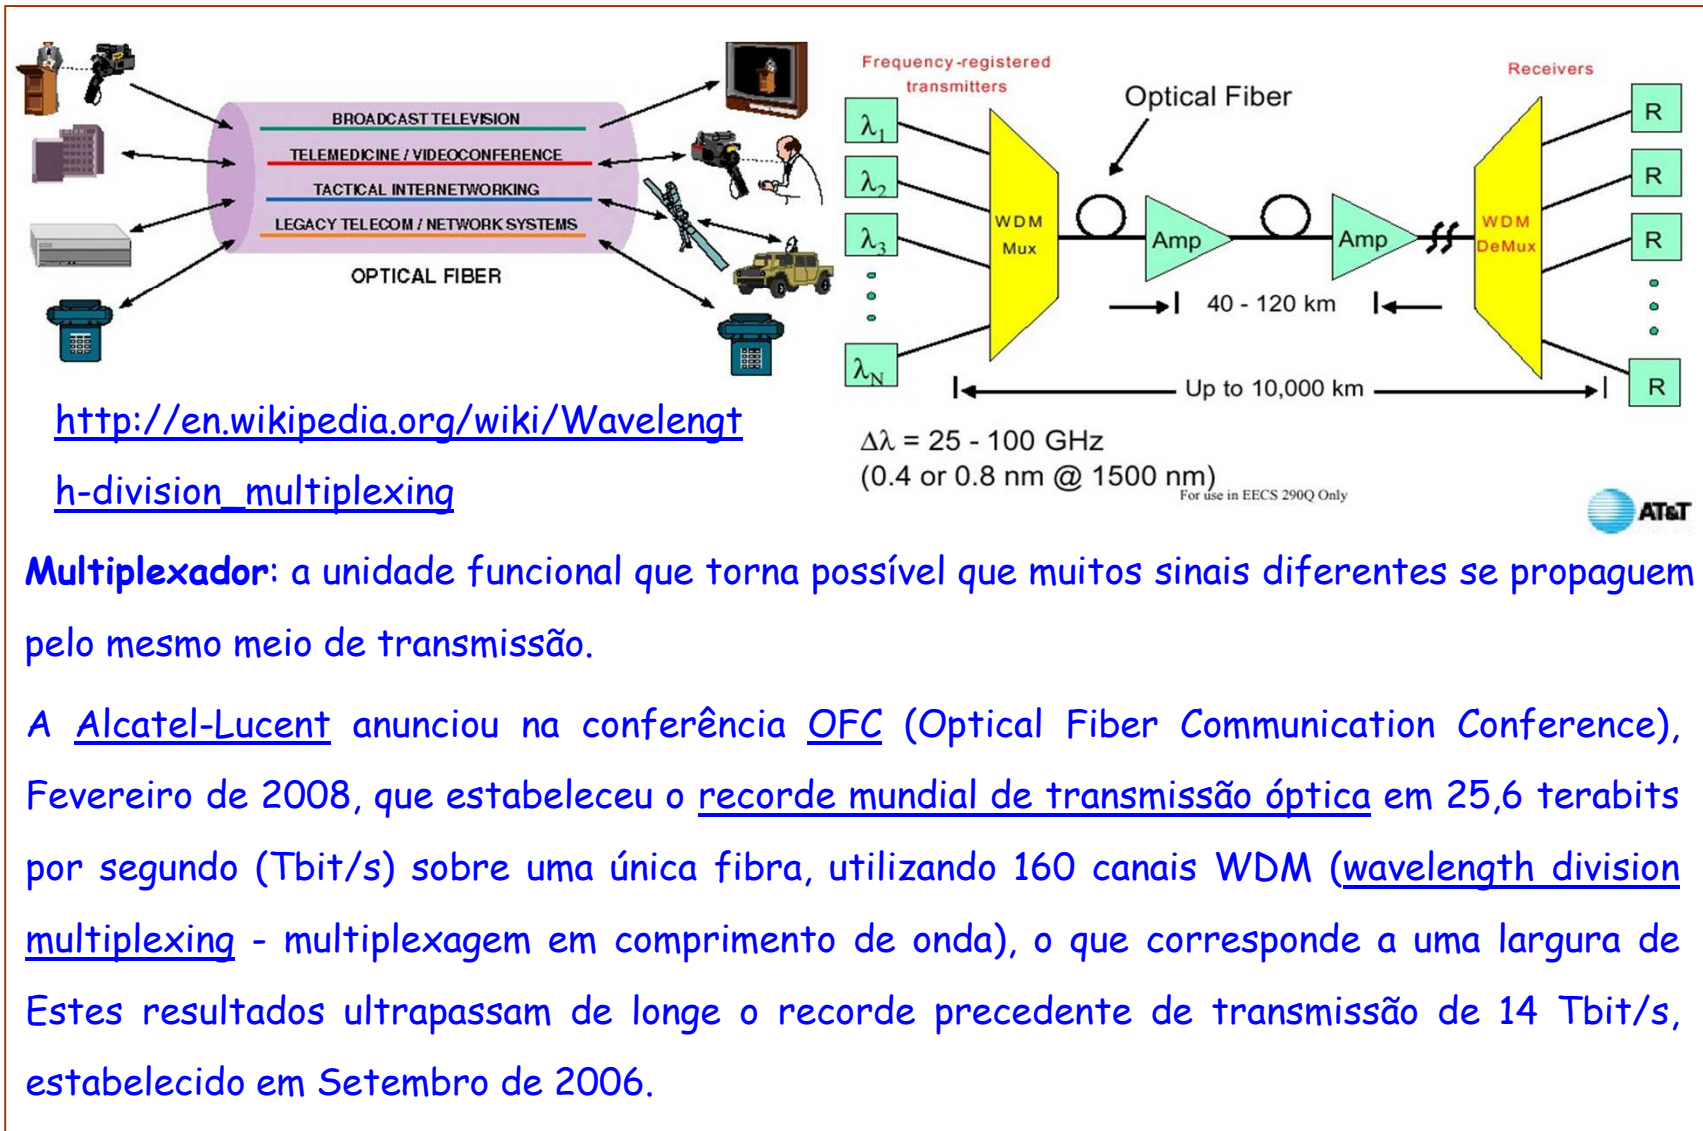 BROADCAST TELEVISION
TELEMEDICINE / VIDEOCONFERENCE
TACTICAL INTERNETWORKING
LEGACY TELECOM / NETWORK SYSTEMS
OPTICAL FIBER
Frequency-registered
transmitters
Receivers
Optical Fiber
λ1
λ2
λ3
λN
WDM
Mux
Amp
Amp
WDM
DeMux
R
R
R
R
40 - 120 km
Up to 10,000 km
Δλ = 25 - 100 GHz
(0.4 or 0.8 nm @ 1500 nm)
For use in EECS 290Q Only
AT&T
http://en.wikipedia.org/wiki/Wavelengt
h-division_multiplexing
Multiplexador: a unidade funcional que torna possível que muitos sinais diferentes se propaguem
pelo mesmo meio de transmissão.
A Alcatel-Lucent anunciou na conferência OFC (Optical Fiber Communication Conference),
Fevereiro de 2008, que estabeleceu o recorde mundial de transmissão óptica em 25,6 terabits
por segundo (Tbit/s) sobre uma única fibra, utilizando 160 canais WDM (wavelength division
multiplexing - multiplexagem em comprimento de onda), o que corresponde a uma largura de
Estes resultados ultrapassam de longe o recorde precedente de transmissão de 14 Tbit/s,
estabelecido em Setembro de 2006.